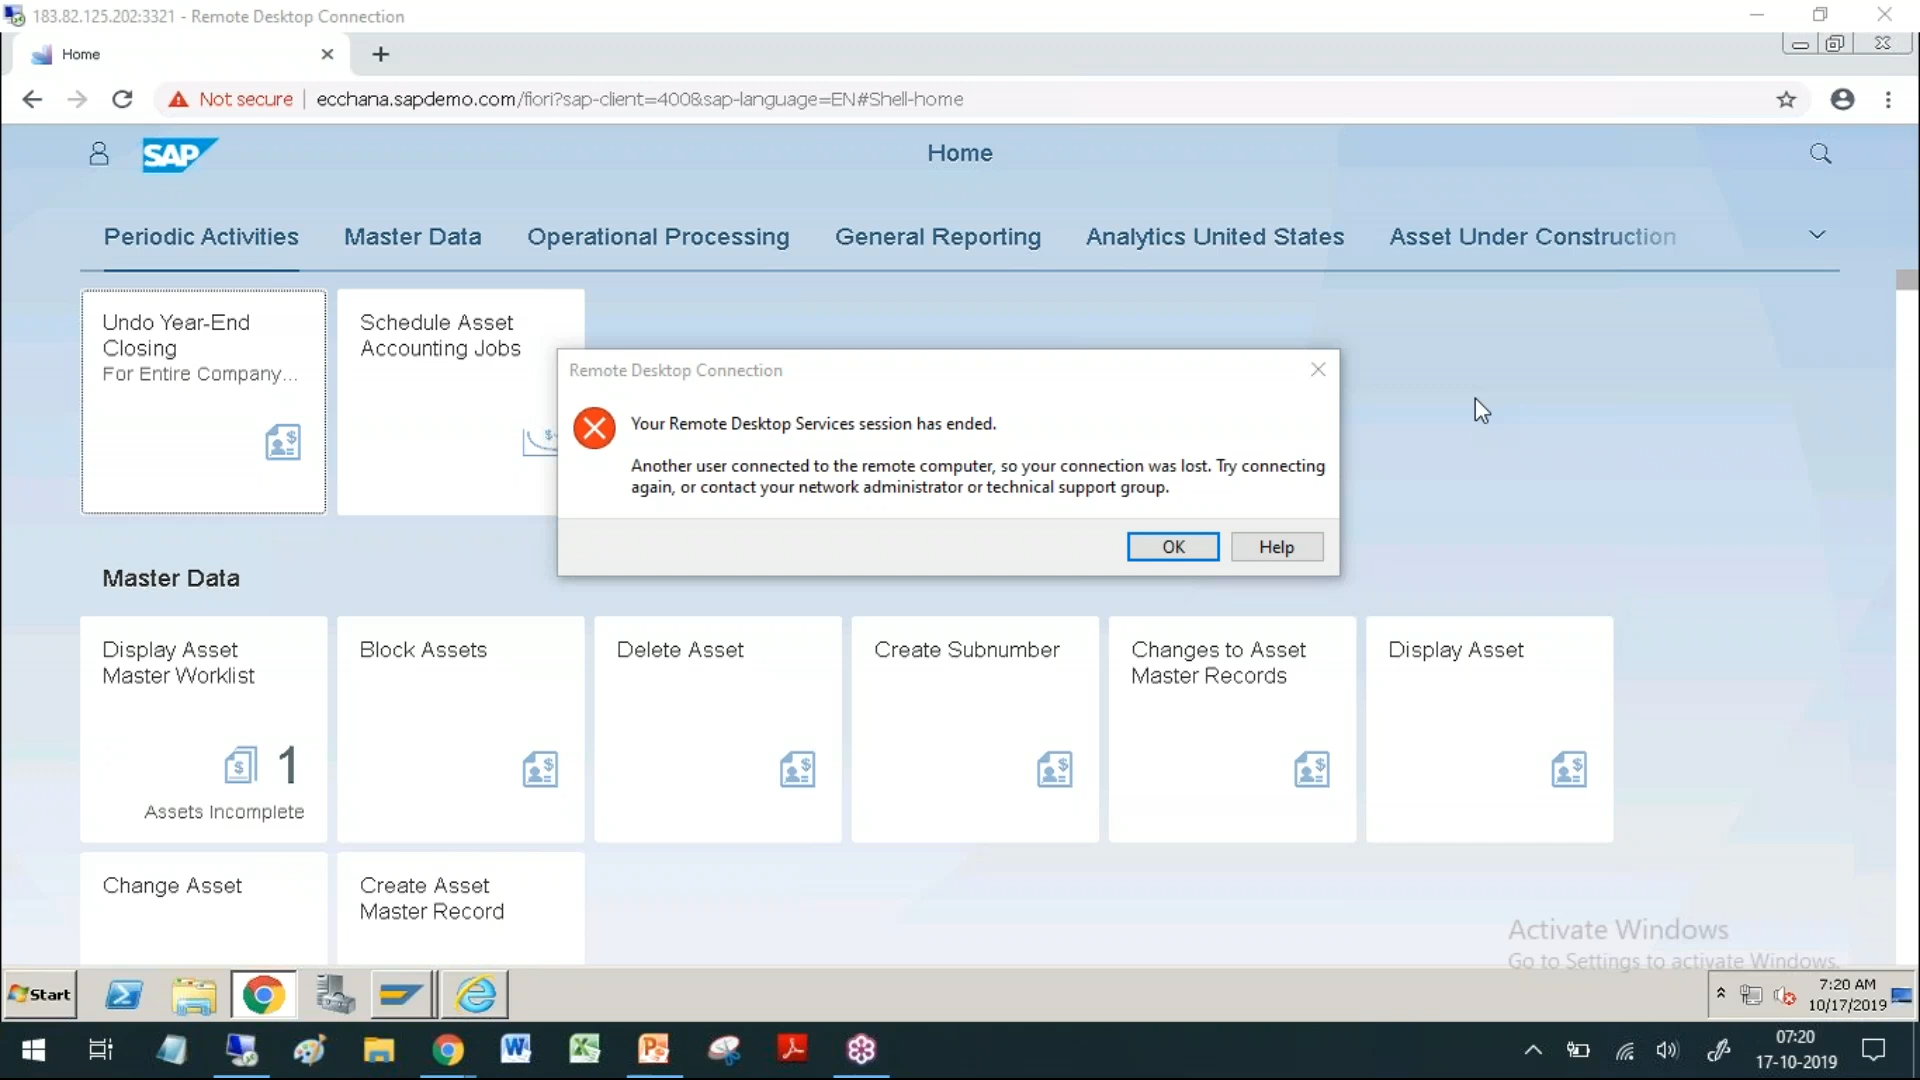 183.82.125.202:3321 - Remote Desktop Connection
Home
Not secure
ecchana.sapdemo.com/fiori?sap-client=400&sap-language=EN#Shell-home
SAP
Home
Periodic Activities
Master Data
Operational Processing
General Reporting
Analytics United States
Asset Under Construction
Undo Year-End
Closing
For Entire Company...
Schedule Asset
Accounting Jobs
Remote Desktop Connection
Your Remote Desktop Services session has ended.
Another user connected to the remote computer, so your connection was lost. Try connecting
again, or contact your network administrator or technical support group.
OK
Help
Master Data
Display Asset
Master Worklist
1
Assets Incomplete
Block Assets
Delete Asset
Create Subnumber
Changes to Asset
Master Records
Display Asset
Change Asset
Create Asset
Master Record
Activate Windows
Go to Settings to activate Windows.
Start
7:20 AM
10/17/2019
07:20
17-10-2019